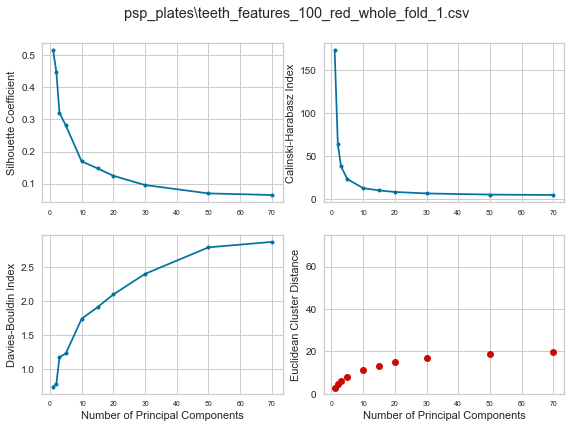 psp_plates\teeth_features_100_red_whole_fold_1.csv
Silhouette Coefficient
0.5
0.4
0.3
0.2
0.1
0 10 20 30 40 50 60 70
Calinski-Harabasz Index
150
100
50
0
0 10 20 30 40 50 60 70
Davies-Bouldin Index
2.5
2.0
1.5
1.0
0 10 20 30 40 50 60 70
Number of Principal Components
Euclidean Cluster Distance
60
40
20
0
0 10 20 30 40 50 60 70
Number of Principal Components